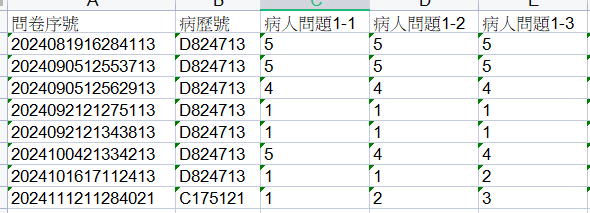 A B C D E
問卷序號 病歷號 病人問題1-1 病人問題1-2 病人問題1-3
2024081916284113 D824713 5 5 5
2024090512553713 D824713 5 5 5
2024090512562913 D824713 4 4 4
2024092121275113 D824713 1 1 1
2024092121343813 D824713 1 1 1
2024100421334213 D824713 5 4 4
2024101617112413 D824713 1 1 2
2024111211284021 C175121 1 2 3